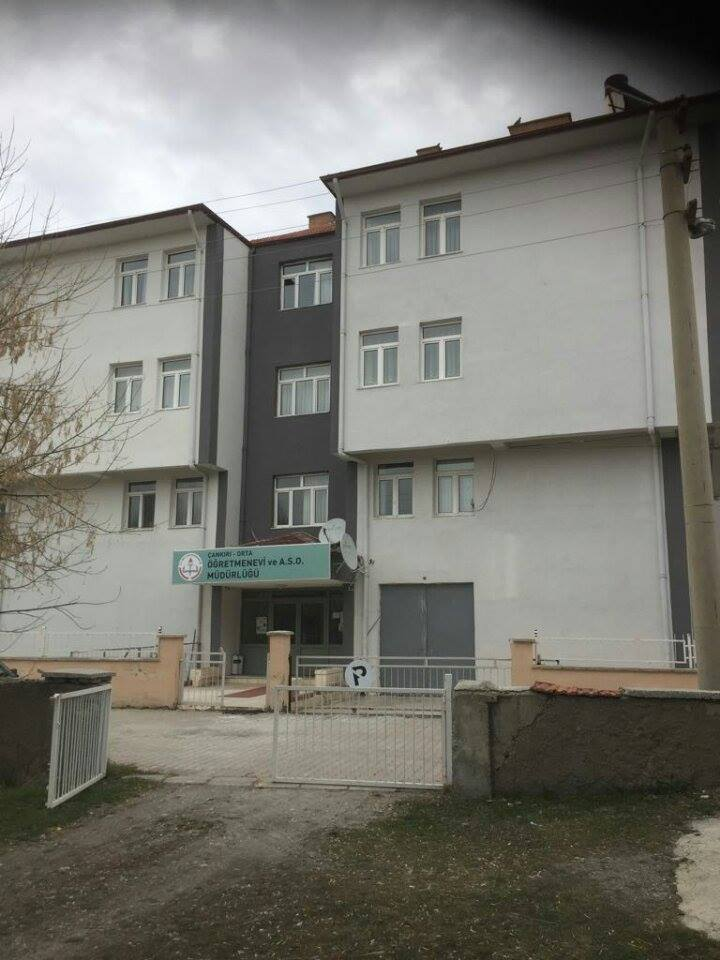 ÇANKIRI - ORTA
ÖĞRETMENEVİ ve A.S.O.
MÜDÜRLÜĞÜ
P